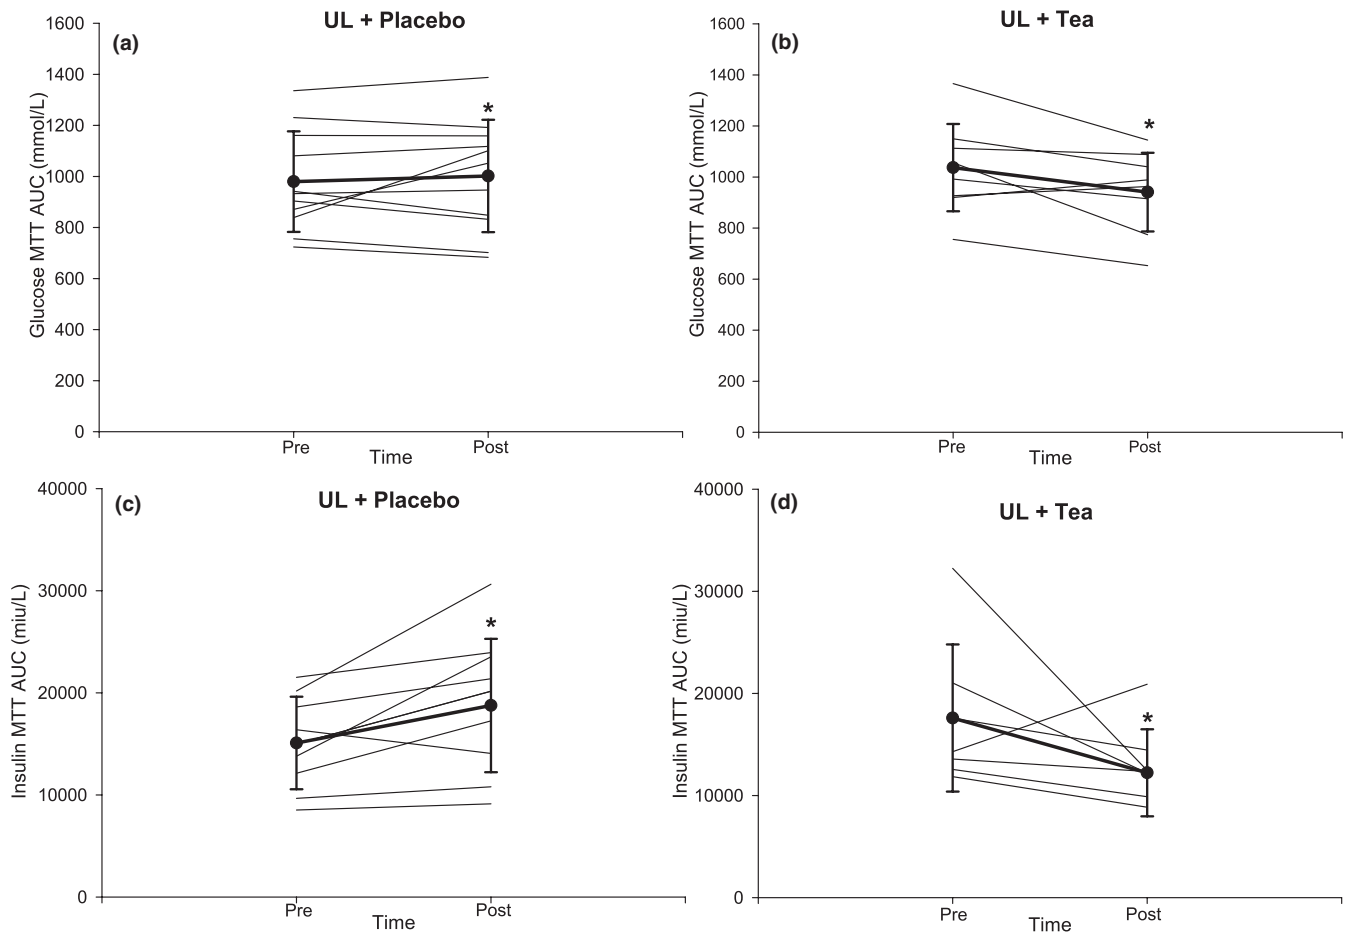 UL + Placebo
(a)
Glucose MTT AUC (mmol/L)
1600
1400
1200
1000
800
600
400
200
0
*
Pre
Post
Time
UL + Tea
(b)
Glucose MTT AUC (mmol/L)
1600
1400
1200
1000
800
600
400
200
0
*
Pre
Post
Time
UL + Placebo
(c)
Insulin MTT AUC (miu/L)
40000
30000
20000
10000
0
*
Pre
Post
Time
UL + Tea
(d)
Insulin MTT AUC (miu/L)
40000
30000
20000
10000
0
*
Pre
Post
Time